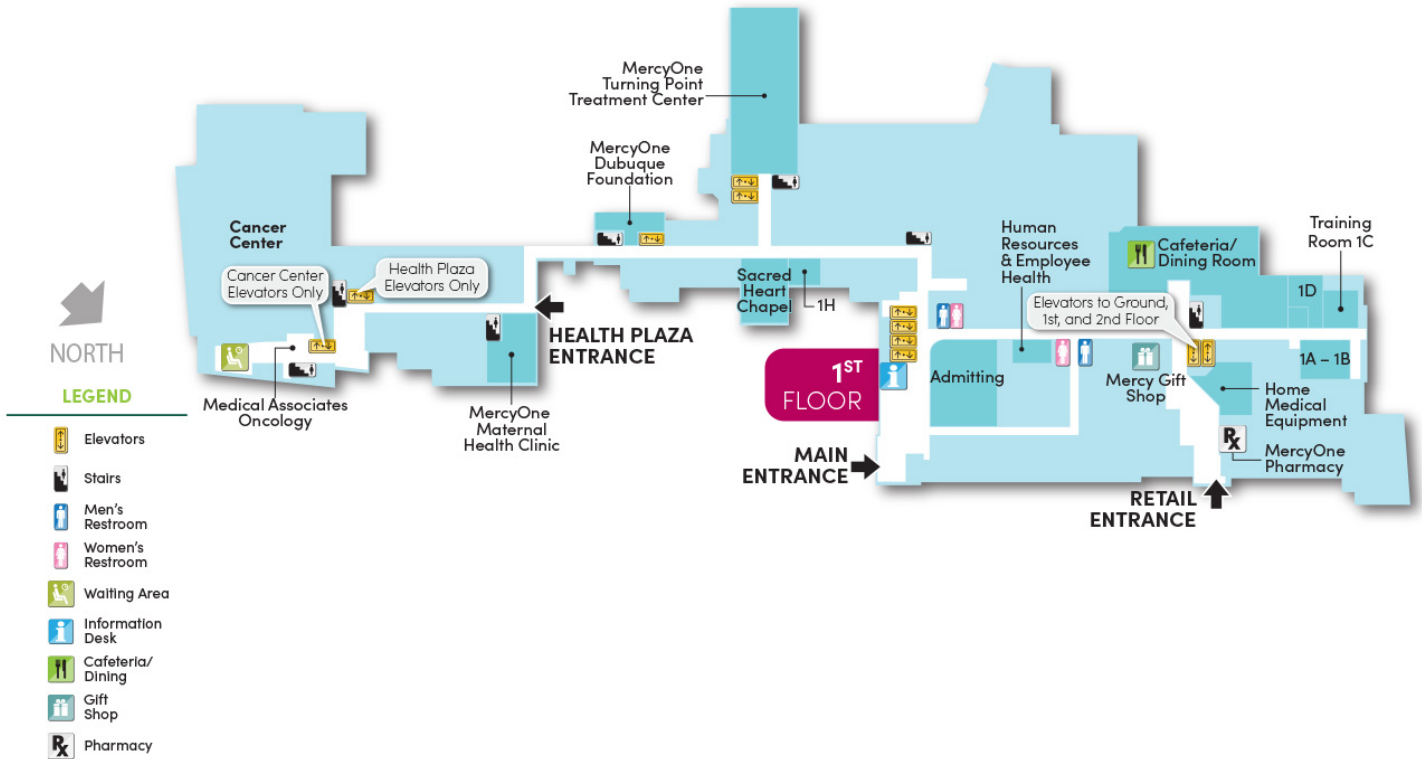 MercyOne
Turning Point
Treatment Center
MercyOne
Dubuque
Foundation
Cancer
Center
Cancer Center
Elevators Only
Health Plaza
Elevators Only
Human
Resources
& Employee
Health
Cafeteria/
Dining Room
Training
Room 1C
Sacred
Heart
Chapel
1H
Elevators to Ground,
1st, and 2nd Floor
1D
1A – 1B
HEALTH PLAZA
ENTRANCE
1ST
FLOOR
Admitting
Mercy Gift
Shop
Home
Medical
Equipment
Medical Associates
Oncology
MercyOne
Maternal
Health Clinic
MAIN
ENTRANCE
Rx
MercyOne
Pharmacy
RETAIL
ENTRANCE
NORTH
LEGEND
Elevators
Stairs
Men's
Restroom
Women's
Restroom
Waiting Area
Information
Desk
Cafeteria/
Dining
Gift
Shop
Rx Pharmacy